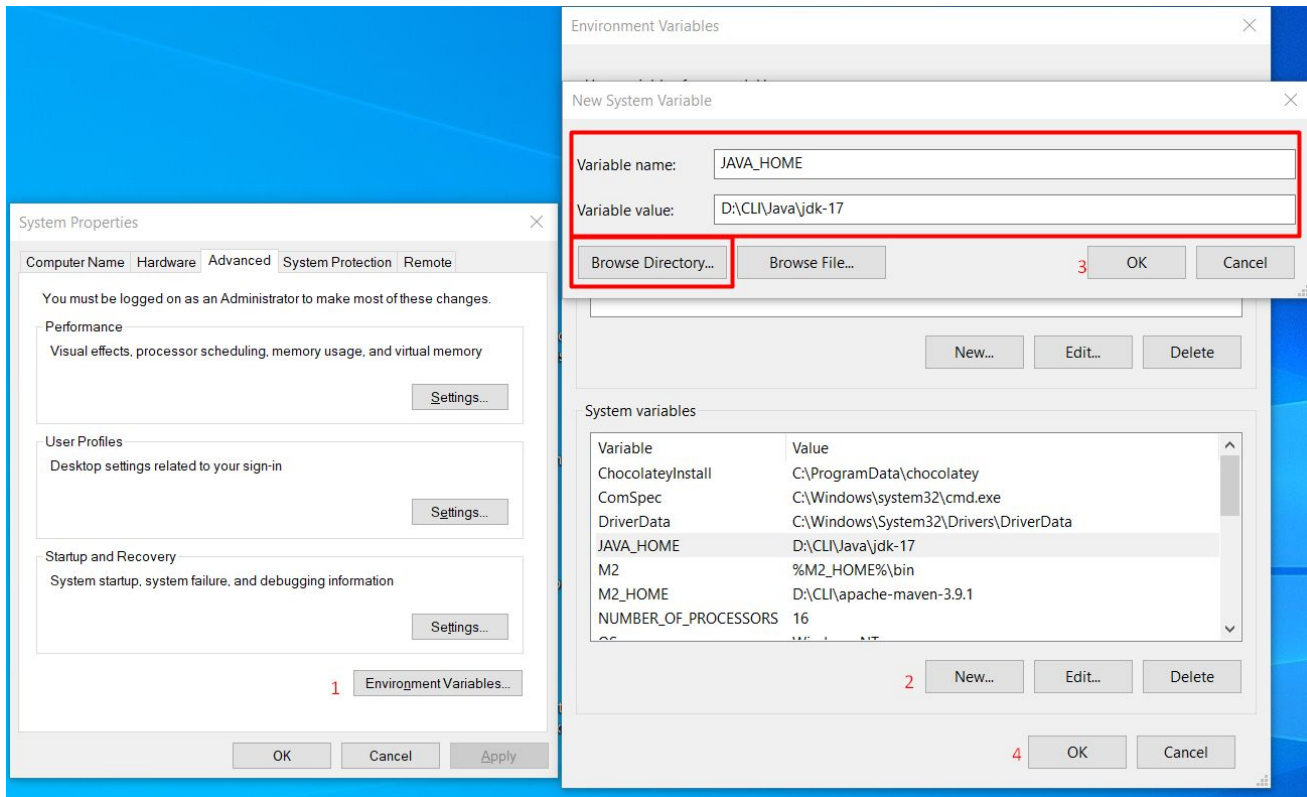 System Properties
Computer Name Hardware Advanced System Protection Remote
You must be logged on as an Administrator to make most of these changes.
Performance
Visual effects, processor scheduling, memory usage, and virtual memory
Settings...
User Profiles
Desktop settings related to your sign-in
Settings...
Startup and Recovery
System startup, system failure, and debugging information
Settings...
1 Environment Variables...
OK Cancel Apply
Environment Variables
New System Variable
Variable name: JAVA_HOME
Variable value: D:\CLI\Java\jdk-17
Browse Directory... Browse File... 3 OK Cancel
New... Edit... Delete
System variables
Variable Value
ChocolateyInstall C:\ProgramData\chocolatey
ComSpec C:\Windows\system32\cmd.exe
DriverData C:\Windows\System32\Drivers\DriverData
JAVA_HOME D:\CLI\Java\jdk-17
M2 %M2_HOME%\bin
M2_HOME D:\CLI\apache-maven-3.9.1
NUMBER_OF_PROCESSORS 16
2 New... Edit... Delete
4 OK Cancel